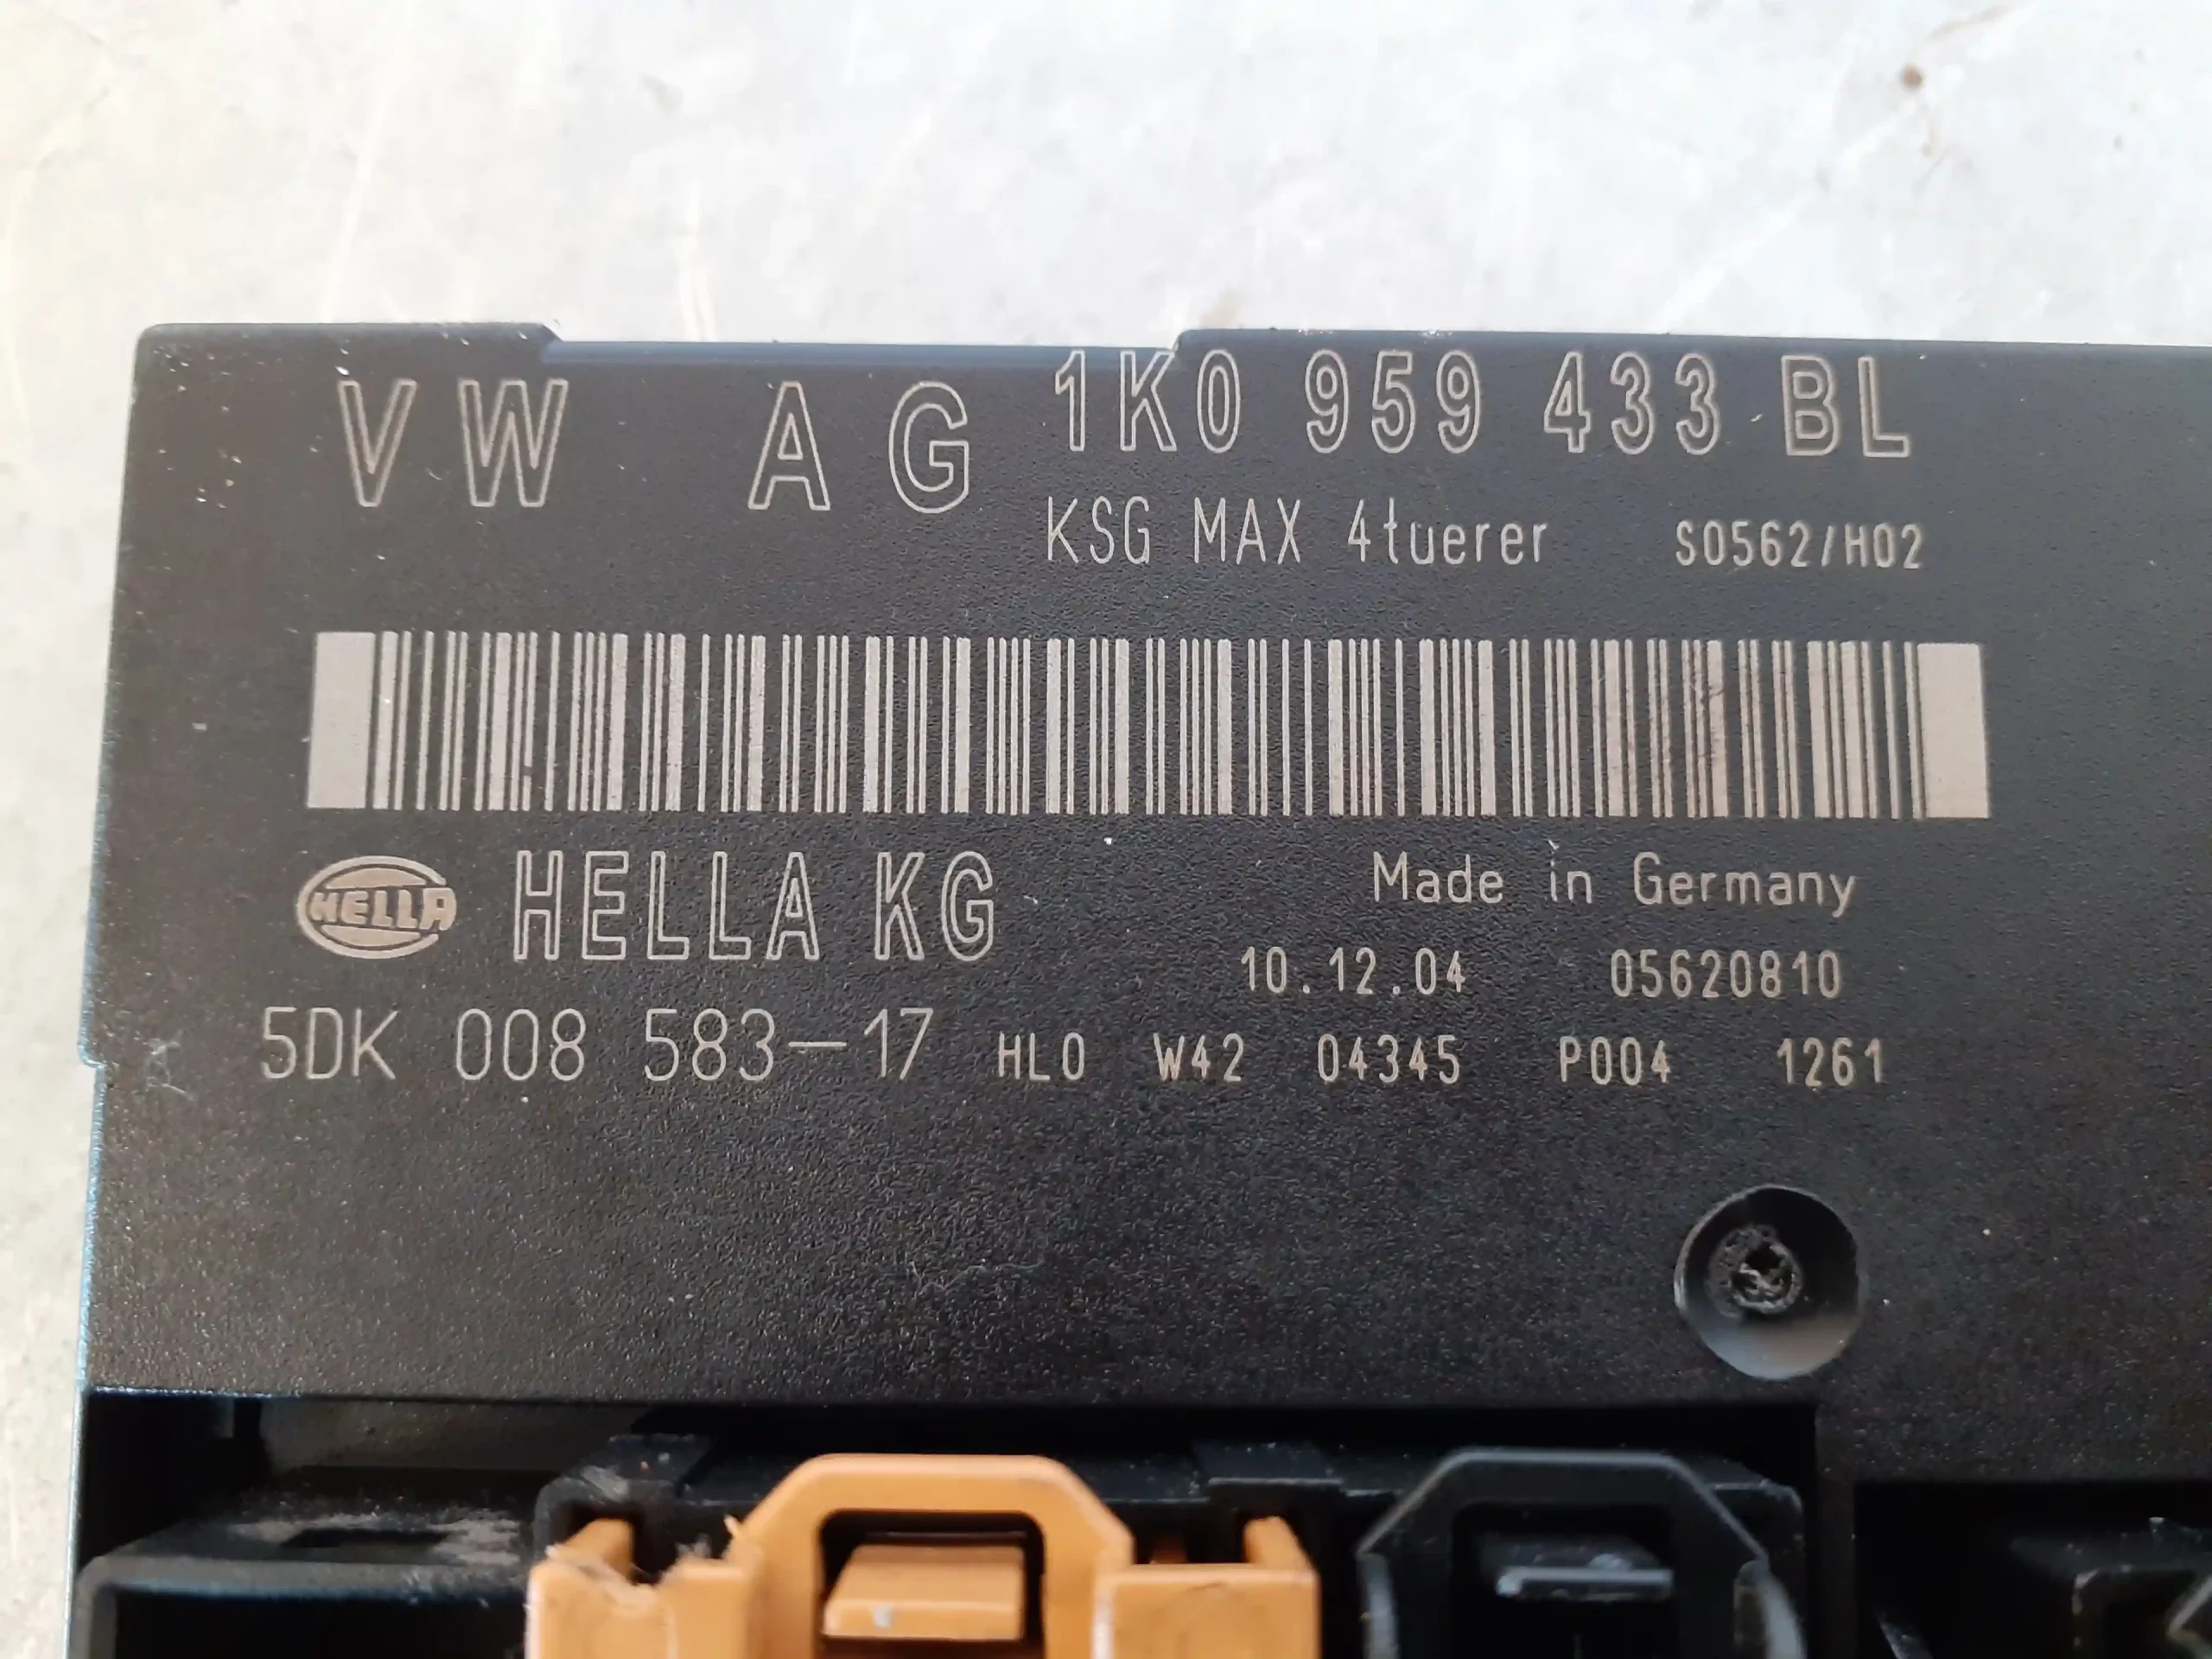 VW AG 1K0 959 433 BL
KSG MAX 4tuerer S0562/H02
HELLA HELLA KG Made in Germany
10.12.04 05620810
5DK 008 583-17 HL0 W42 04345 P004 1261